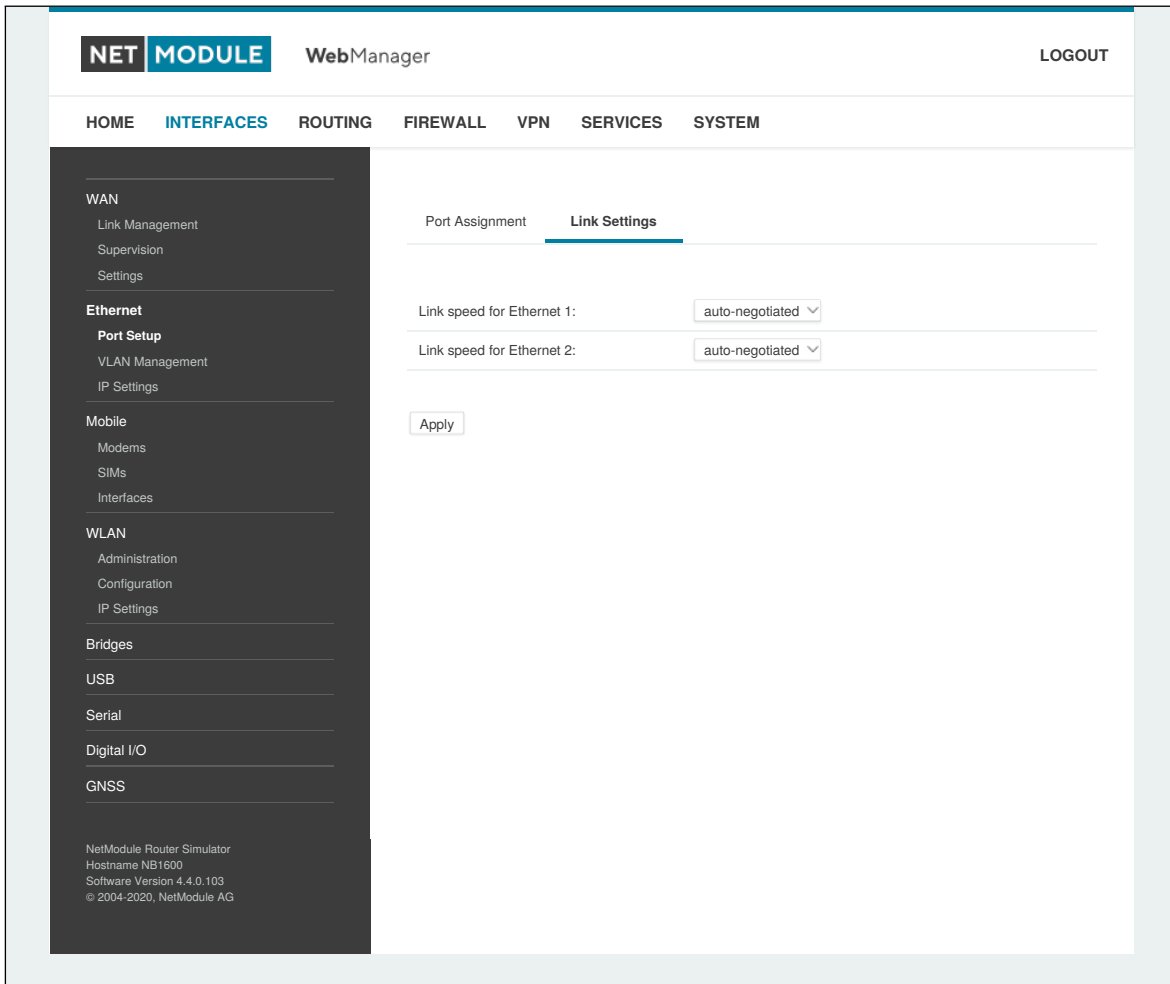 NET MODULE WebManager LOGOUT
HOME INTERFACES ROUTING FIREWALL VPN SERVICES SYSTEM
WAN
Link Management
Supervision
Settings
Ethernet
Port Setup
VLAN Management
IP Settings
Mobile
Modems
SIMs
Interfaces
WLAN
Administration
Configuration
IP Settings
Bridges
USB
Serial
Digital I/O
GNSS
NetModule Router Simulator
Hostname NB1600
Software Version 4.4.0.103
© 2004-2020, NetModule AG
Port Assignment Link Settings
Link speed for Ethernet 1: auto-negotiated
Link speed for Ethernet 2: auto-negotiated
Apply